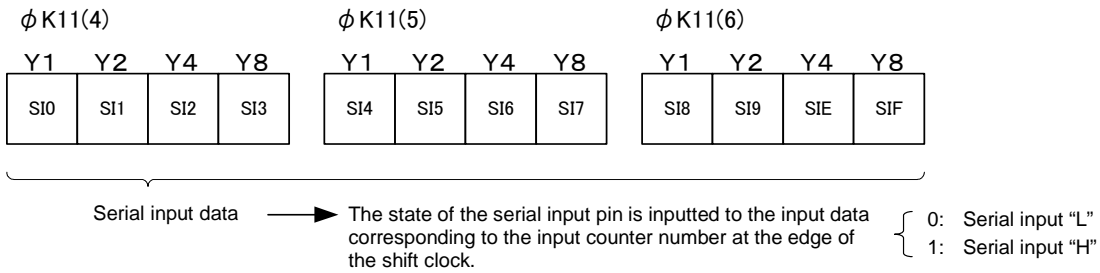 φK11(4) φK11(5) φK11(6)
Y1 Y2 Y4 Y8 Y1 Y2 Y4 Y8 Y1 Y2 Y4 Y8
SI0 SI1 SI2 SI3 SI4 SI5 SI6 SI7 SI8 SI9 SIE SIF
Serial input data
The state of the serial input pin is inputted to the input data
corresponding to the input counter number at the edge of
the shift clock.
0: Serial input “L”
1: Serial input “H”